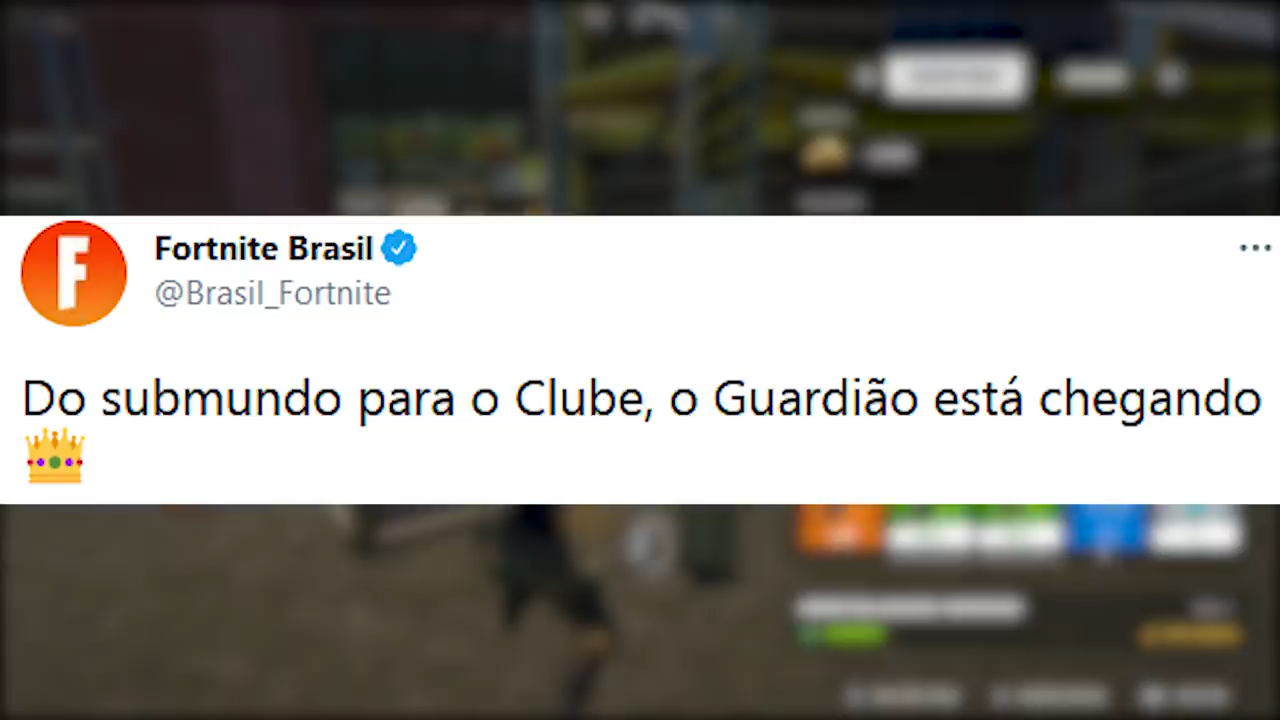 Fortnite Brasil
@Brasil_Fortnite
Do submundo para o Clube, o Guardião está chegando
👑